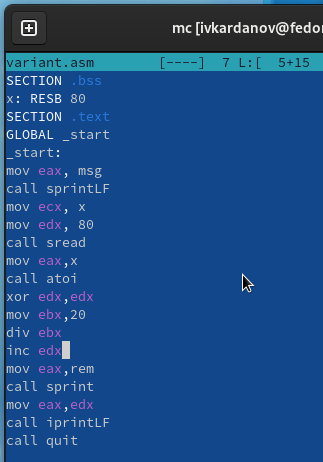 mc [ivkardanov@fedo
variant.asm [----] 7 L:[ 5+15
SECTION .bss
x: RESB 80
SECTION .text
GLOBAL _start
_start:
mov eax, msg
call sprintLF
mov ecx, x
mov edx, 80
call sread
mov eax,x
call atoi
xor edx,edx
mov ebx,20
div ebx
inc edx
mov eax,rem
call sprint
mov eax,edx
call iprintLF
call quit